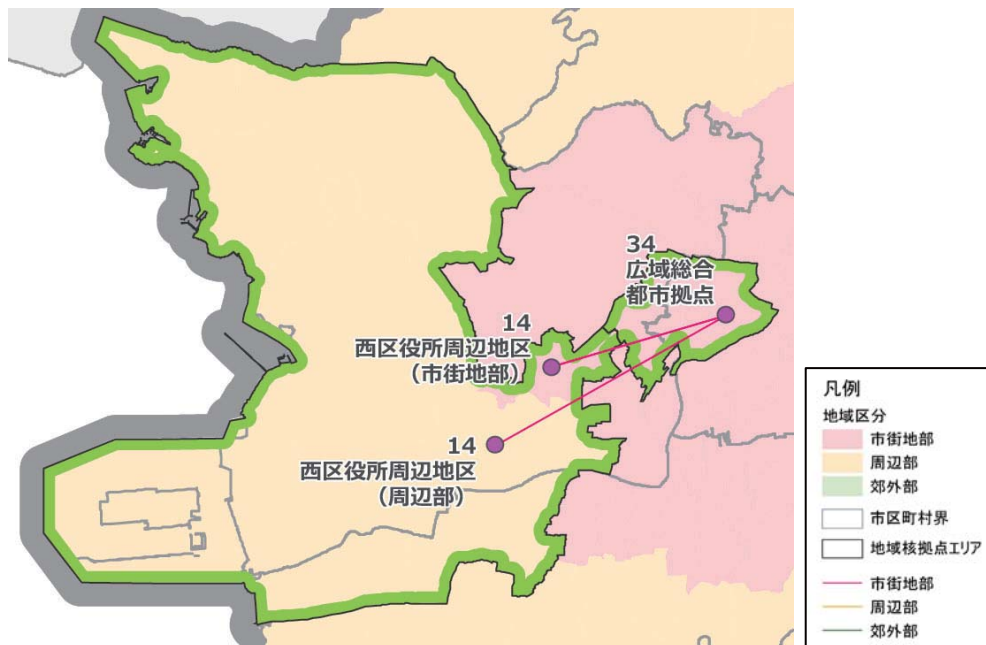 34
広域総合
都市拠点
14
西区役所周辺地区
（市街地部）
14
西区役所周辺地区
（周辺部）
凡例
地域区分
市街地部
周辺部
郊外部
市区町村界
地域核拠点エリア
市街地部
周辺部
郊外部